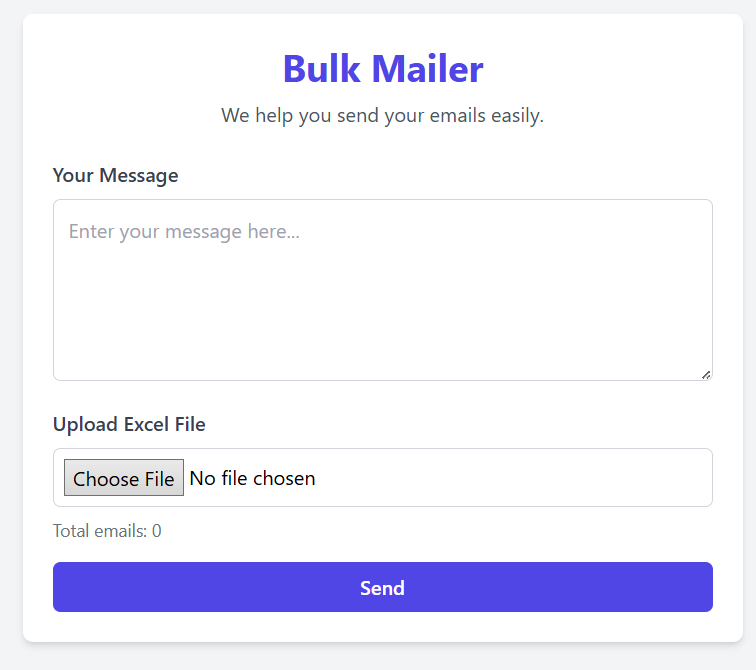 Bulk Mailer
We help you send your emails easily.
Your Message
Enter your message here...
Upload Excel File
Choose File No file chosen
Total emails: 0
Send